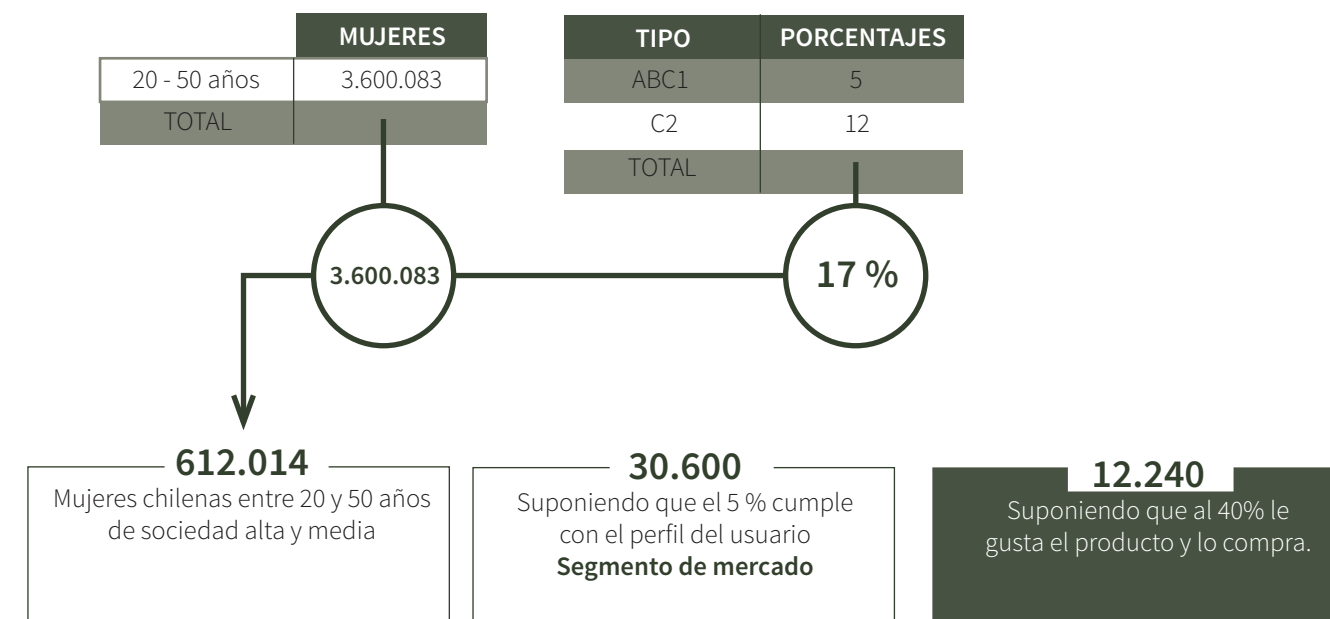 MUJERES
20 - 50 años 3.600.083
TOTAL
TIPO PORCENTAJES
ABC1 5
C2 12
TOTAL
3.600.083
17 %
612.014
Mujeres chilenas entre 20 y 50 años
de sociedad alta y media
30.600
Suponiendo que el 5 % cumple
con el perfil del usuario
Segmento de mercado
12.240
Suponiendo que al 40% le
gusta el producto y lo compra.